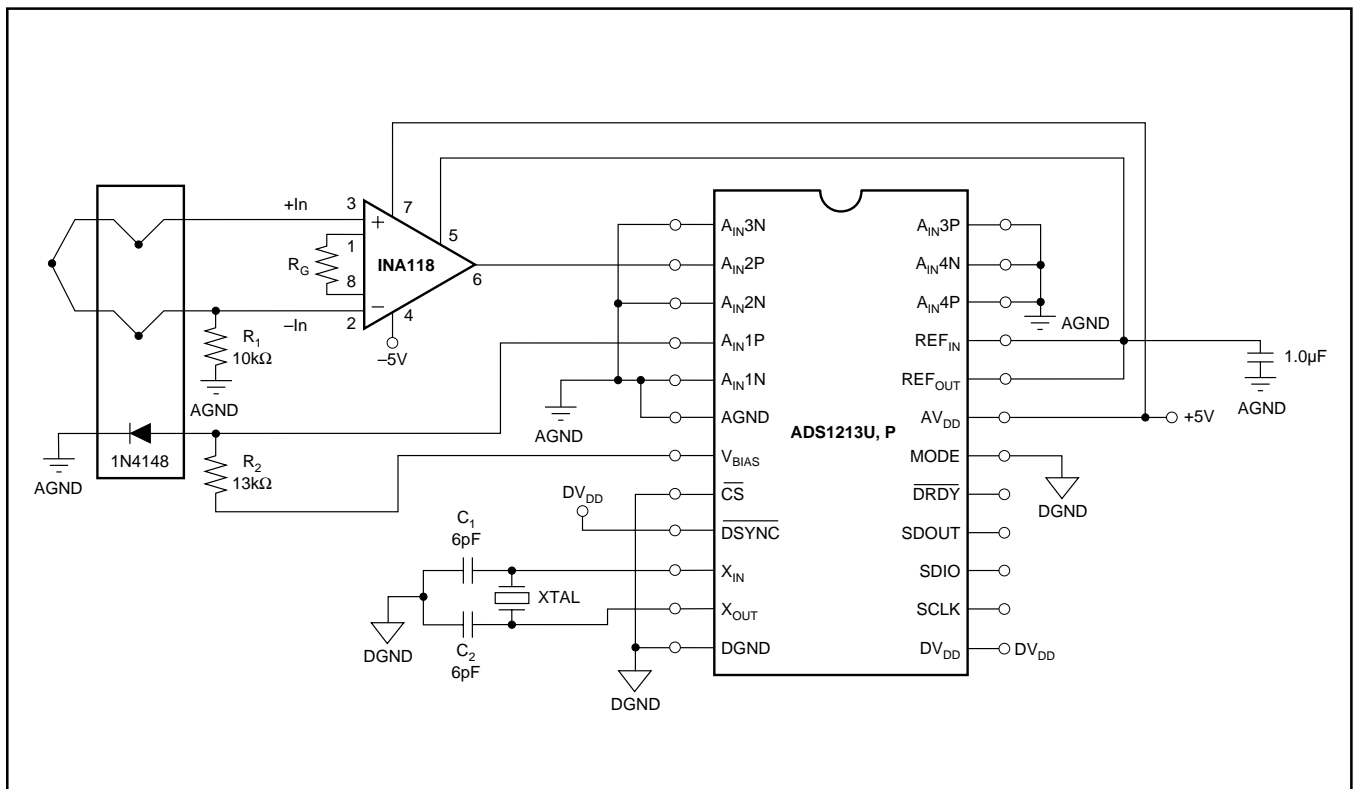 +In
3
+
7
1
5
R_G
INA118
8
6
–
4
–In
2
–5V
R_1
10kΩ
AGND
1N4148
AGND
R_2
13kΩ
DV_DD
C_1
6pF
XTAL
C_2
6pF
DGND
AGND
DGND
A_IN3N
A_IN2P
A_IN2N
A_IN1P
A_IN1N
AGND
V_BIAS
CS
DSYNC
X_IN
X_OUT
DGND
ADS1213U, P
A_IN3P
A_IN4N
A_IN4P
REF_IN
REF_OUT
AV_DD
MODE
DRDY
SDOUT
SDIO
SCLK
DV_DD
AGND
1.0µF
AGND
+5V
DGND
DV_DD